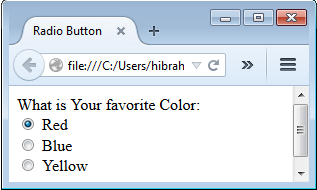 Radio Button
file:///C:/Users/hibrah
What is Your favorite Color:
Red
Blue
Yellow